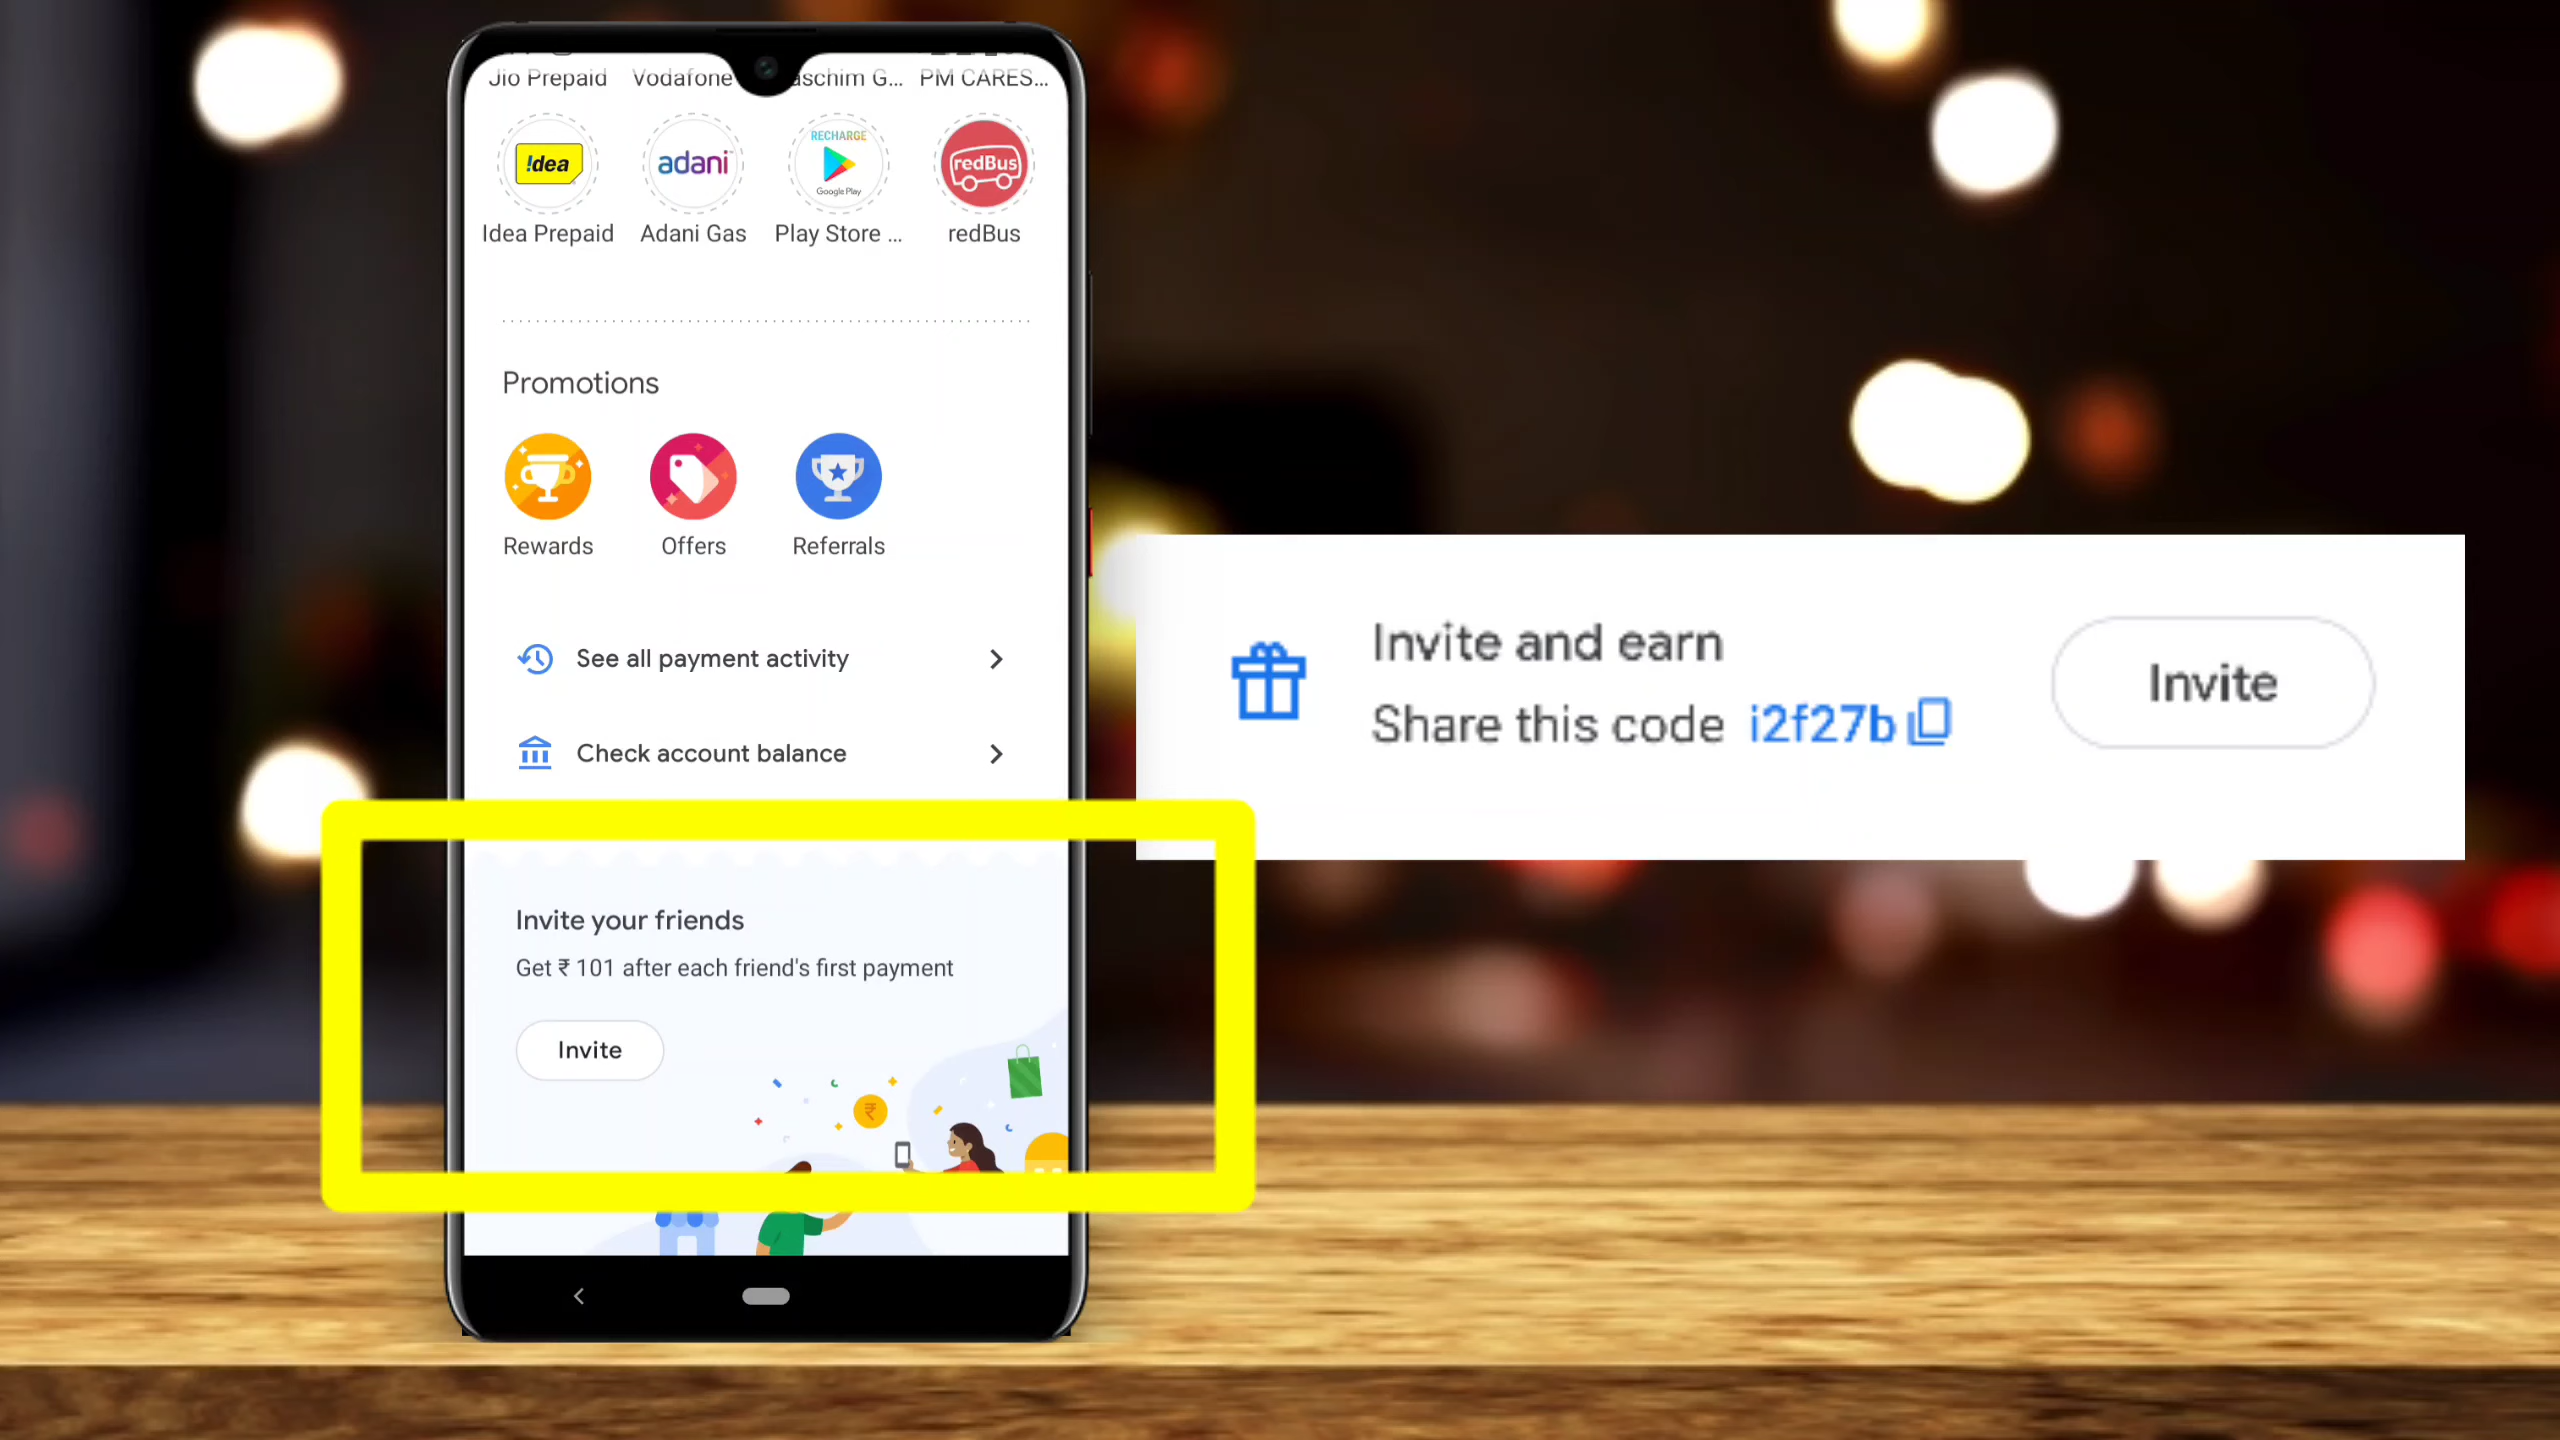 Jio Prepaid Vodafone aschim G... PM CARES...
!dea
adani
RECHARGE
Google Play
redBus
Idea Prepaid Adani Gas Play Store ... redBus
Promotions
Rewards Offers Referrals
See all payment activity
Check account balance
Invite your friends
Get ₹ 101 after each friend's first payment
Invite
₹
Invite and earn
Share this code i2f27b
Invite